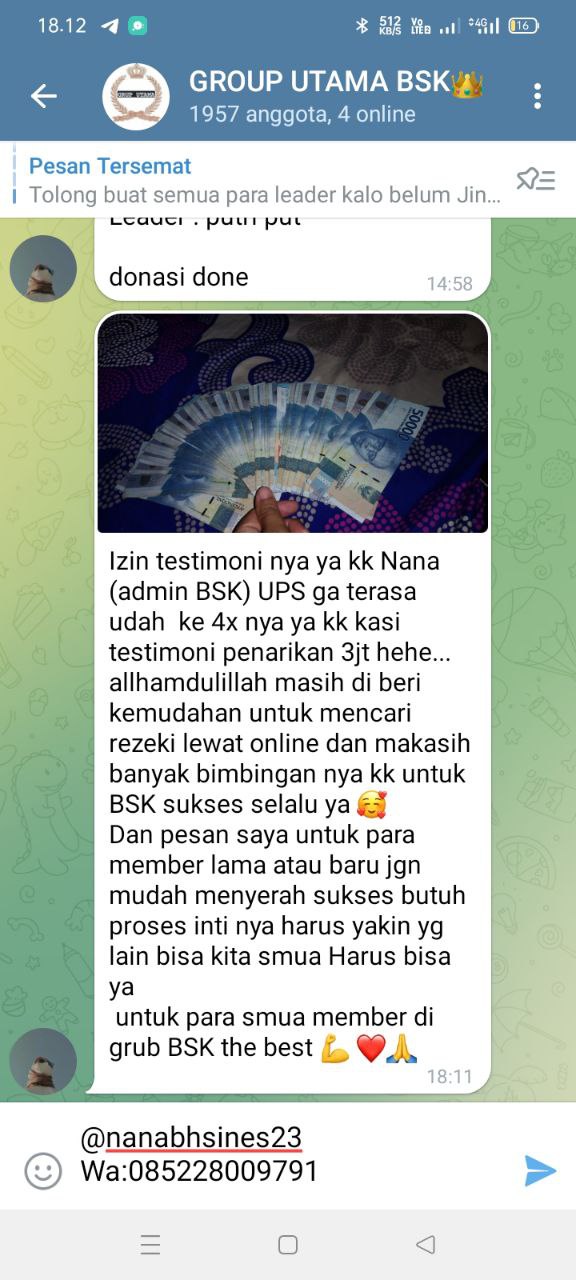 18.12
512 KB/S
Vo LTE
4G
16
GROUP UTAMA
GROUP UTAMA BSK👑
1957 anggota, 4 online
Pesan Tersemat
Tolong buat semua para leader kalo belum Jin...
Leader : putri put
donasi done
14:58
50000
Izin testimoni nya ya kk Nana
(admin BSK) UPS ga terasa
udah ke 4x nya ya kk kasi
testimoni penarikan 3jt hehe...
allhamdulillah masih di beri
kemudahan untuk mencari
rezeki lewat online dan makasih
banyak bimbingan nya kk untuk
BSK sukses selalu ya 🥰
Dan pesan saya untuk para
member lama atau baru jgn
mudah menyerah sukses butuh
proses inti nya harus yakin yg
lain bisa kita smua Harus bisa
ya
untuk para smua member di
grub BSK the best 💪❤️🙏
18:11
@nanabhsines23
Wa:085228009791